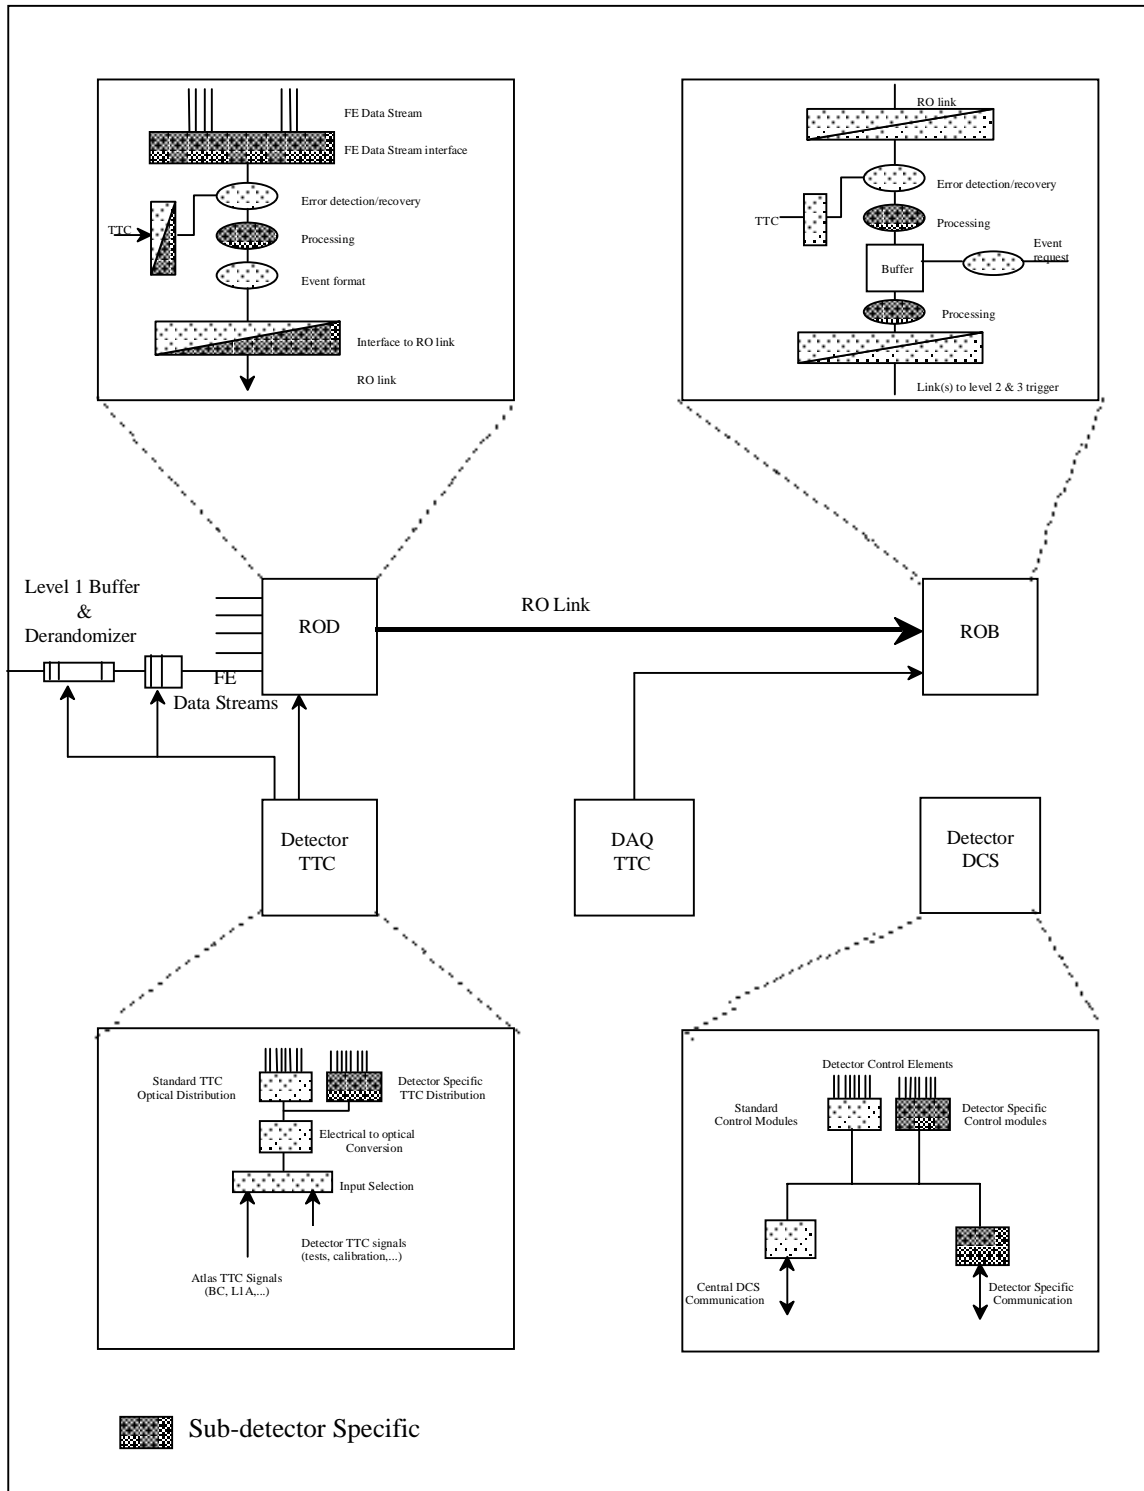 FE Data Stream
FE Data Stream interface
Error detection/recovery
TTC
Processing
Event format
Interface to RO link
RO link
RO link
Error detection/recovery
TTC
Processing
Event
request
Buffer
Processing
Link(s) to level 2 & 3 trigger
Level 1 Buffer
&
Derandomizer
ROD
RO Link
ROB
FE
Data Streams
Detector
TTC
DAQ
TTC
Detector
DCS
Standard TTC
Optical Distribution
Detector Specific
TTC Distribution
Electrical to optical
Conversion
Input Selection
Detector TTC signals
(tests, calibration,...)
Atlas TTC Signals
(BC, L1A,...)
Detector Control Elements
Standard
Control Modules
Detector Specific
Control modules
Central DCS
Communication
Detector Specific
Communication
Sub-detector Specific